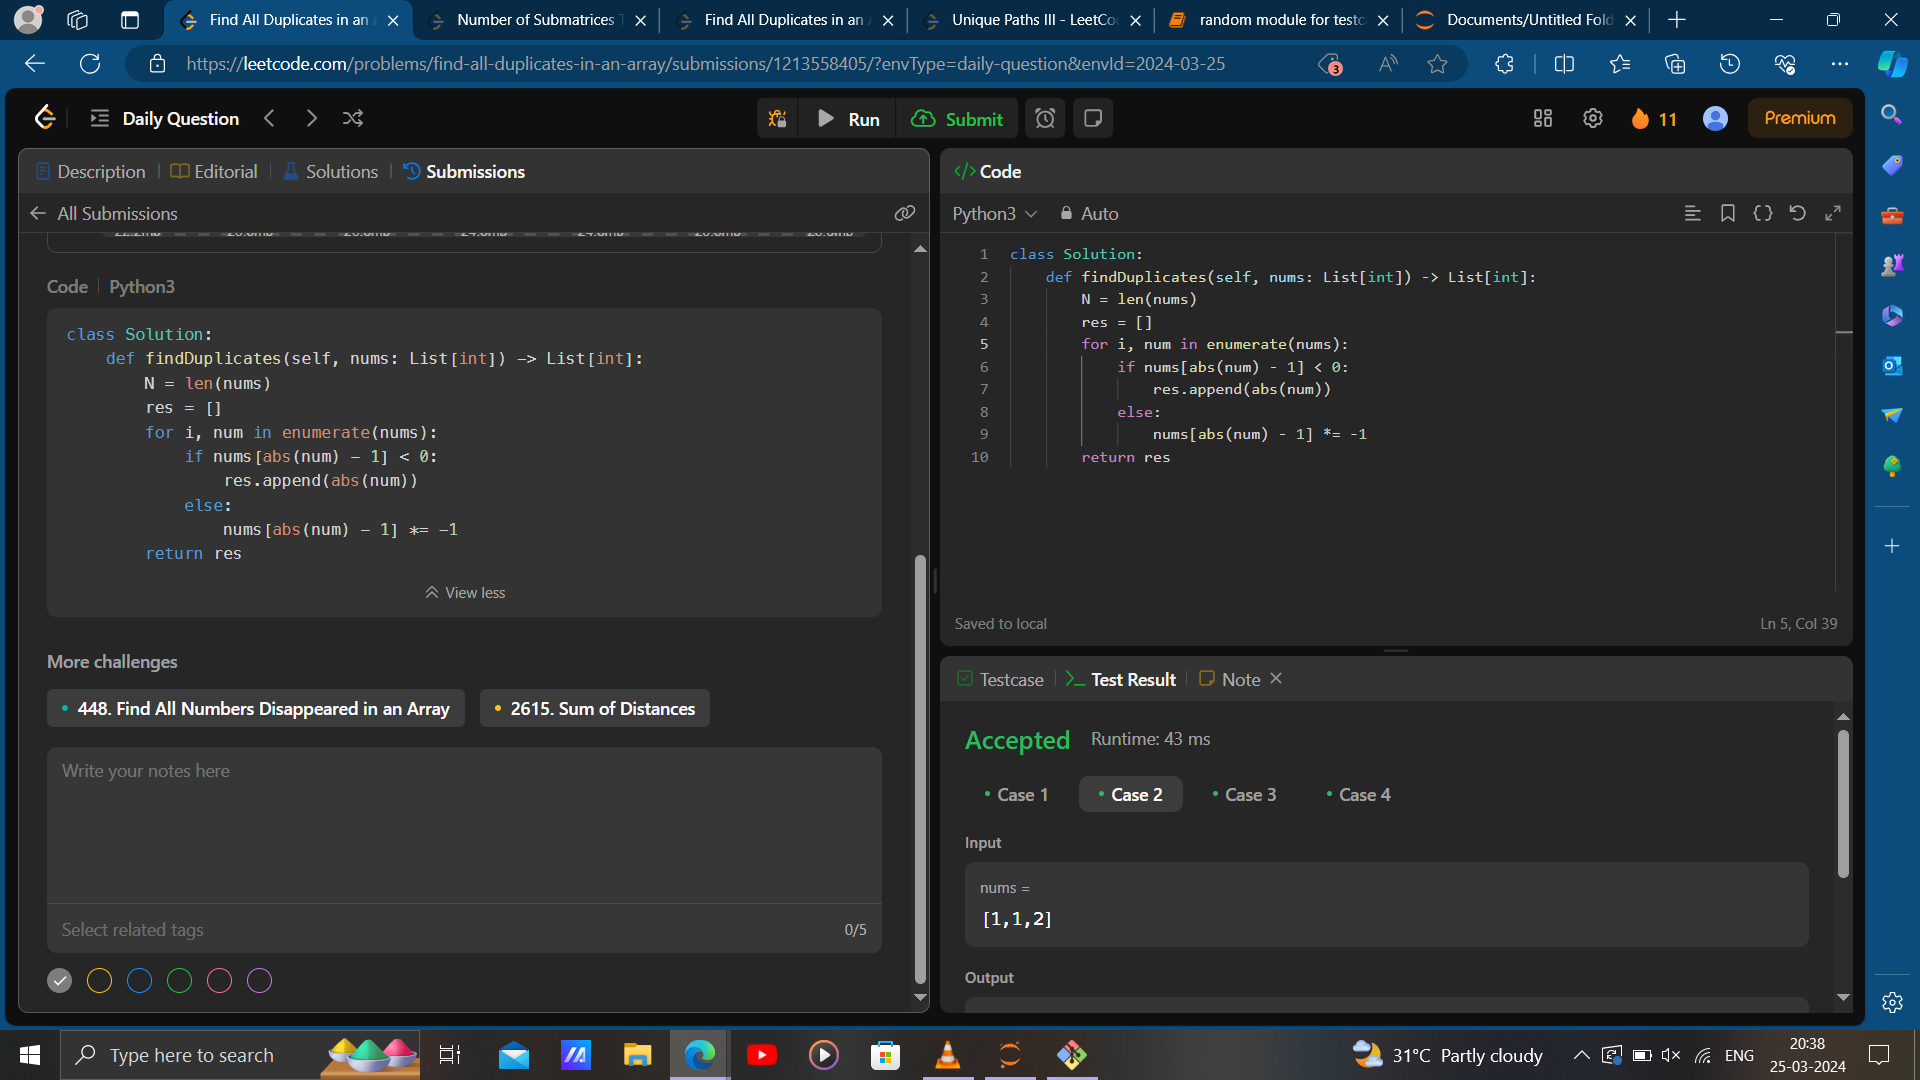 Find All Duplicates in an
Number of Submatrices
Find All Duplicates in an
Unique Paths III - LeetCo
random module for testc
Documents/Untitled Fold
https://leetcode.com/problems/find-all-duplicates-in-an-array/submissions/1213558405/?envType=daily-question&envId=2024-03-25
3
Daily Question
Run
Submit
11
Premium
Description
Editorial
Solutions
Submissions
All Submissions
Code
Python3
class Solution:
def findDuplicates(self, nums: List[int]) -> List[int]:
N = len(nums)
res = []
for i, num in enumerate(nums):
if nums[abs(num) - 1] < 0:
res.append(abs(num))
else:
nums[abs(num) - 1] *= -1
return res
View less
More challenges
448. Find All Numbers Disappeared in an Array
2615. Sum of Distances
Write your notes here
Select related tags
0/5
</> Code
Python3
Auto
1 class Solution:
2 def findDuplicates(self, nums: List[int]) -> List[int]:
3 N = len(nums)
4 res = []
5 for i, num in enumerate(nums):
6 if nums[abs(num) - 1] < 0:
7 res.append(abs(num))
8 else:
9 nums[abs(num) - 1] *= -1
10 return res
Saved to local
Ln 5, Col 39
Testcase
Test Result
Note
Accepted
Runtime: 43 ms
Case 1
Case 2
Case 3
Case 4
Input
nums =
[1,1,2]
Output
Type here to search
31°C Partly cloudy
ENG
20:38
25-03-2024